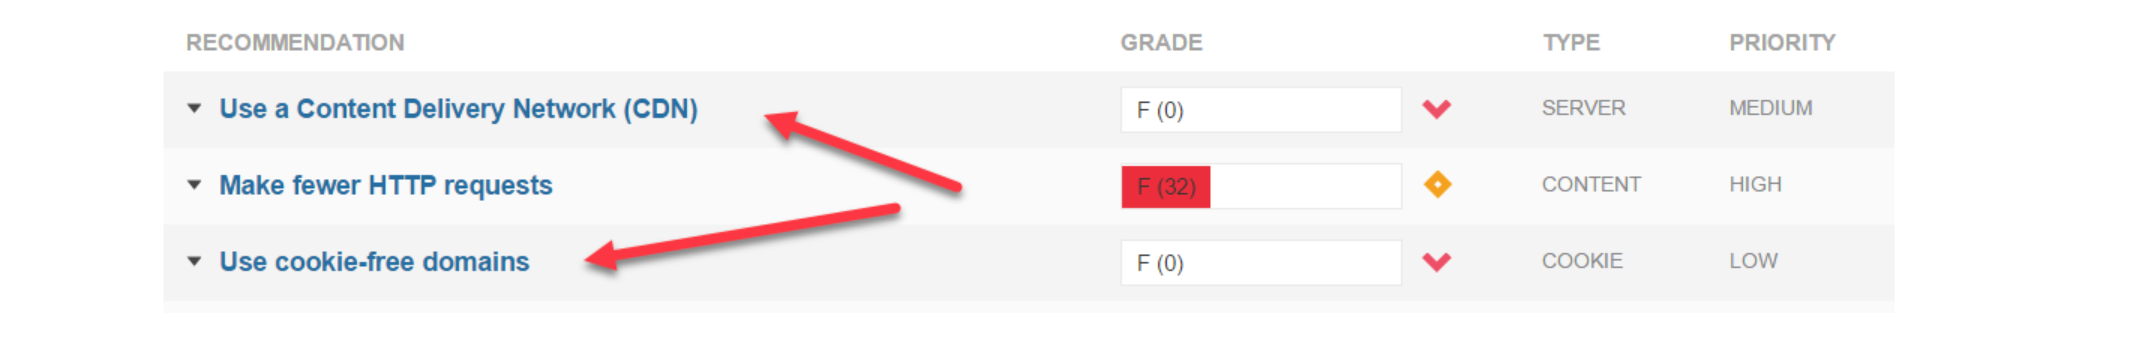 RECOMMENDATION GRADE TYPE PRIORITY
Use a Content Delivery Network (CDN) F (0) SERVER MEDIUM
Make fewer HTTP requests F (32) CONTENT HIGH
Use cookie-free domains F (0) COOKIE LOW